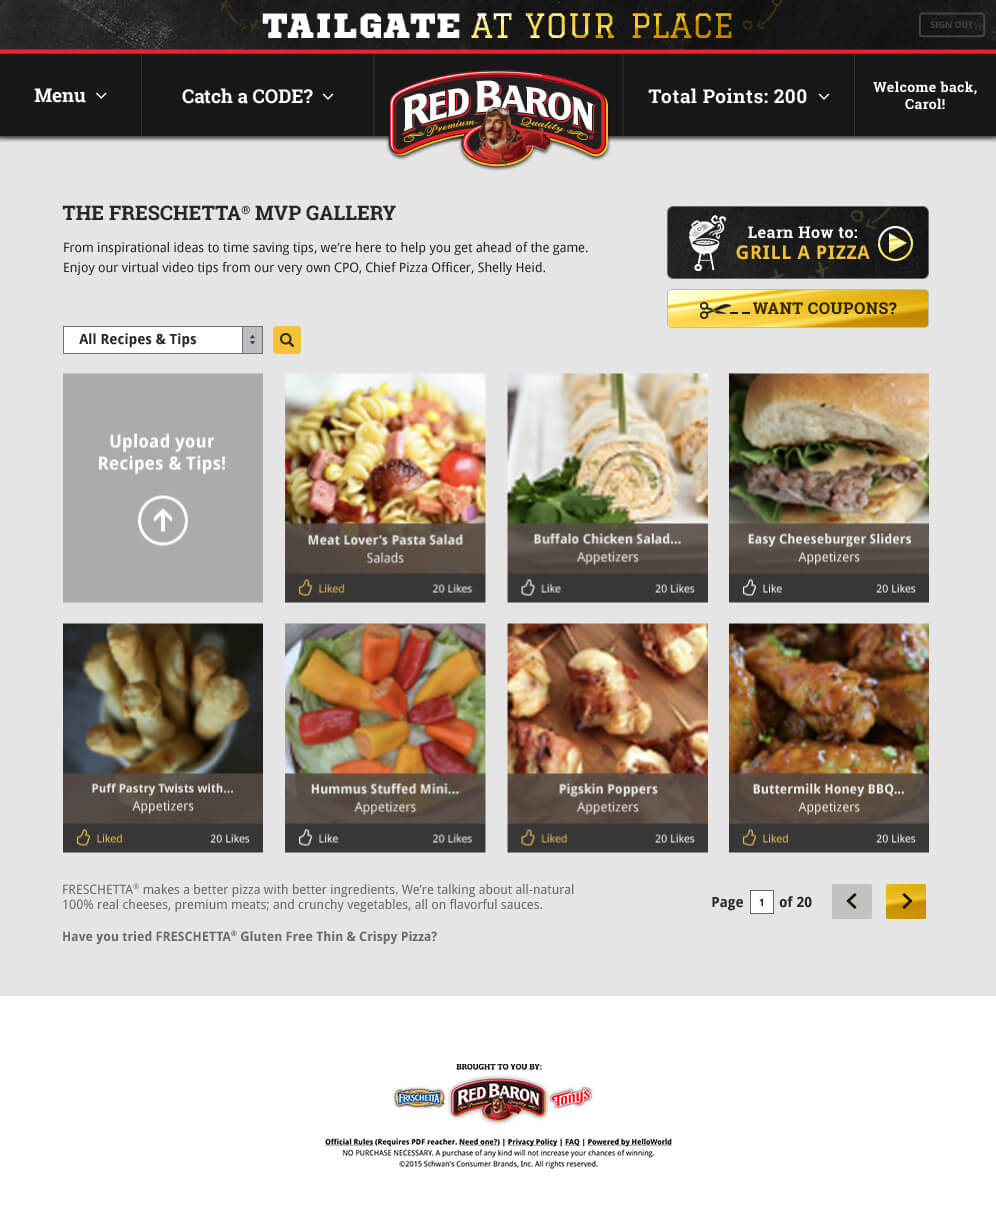 TAILGATE AT YOUR PLACE
SIGN OUT
Menu
Catch a CODE?
RED BARON
Premium Quality
Total Points: 200
Welcome back,
Carol!
THE FRESCHETTA® MVP GALLERY
From inspirational ideas to time saving tips, we’re here to help you get ahead of the game.
Enjoy our virtual video tips from our very own CPO, Chief Pizza Officer, Shelly Heid.
Learn How to:
GRILL A PIZZA
WANT COUPONS?
All Recipes & Tips
Upload your
Recipes & Tips!
Meat Lover’s Pasta Salad
Salads
Liked 20 Likes
Buffalo Chicken Salad...
Appetizers
Like 20 Likes
Easy Cheeseburger Sliders
Appetizers
Like 20 Likes
Puff Pastry Twists with...
Appetizers
Liked 20 Likes
Hummus Stuffed Mini...
Appetizers
Like 20 Likes
Pigskin Poppers
Appetizers
Liked 20 Likes
Buttermilk Honey BBQ...
Appetizers
Liked 20 Likes
FRESCHETTA® makes a better pizza with better ingredients. We’re talking about all-natural
100% real cheeses, premium meats; and crunchy vegetables, all on flavorful sauces.
Have you tried FRESCHETTA® Gluten Free Thin & Crispy Pizza?
Page 1 of 20
BROUGHT TO YOU BY:
FRESCHETTA
RED BARON
Tony's
Official Rules (Requires PDF reacher. Need one?) | Privacy Policy | FAQ | Powered by HelloWorld
NO PURCHASE NECESSARY. A purchase of any kind will not increase your chances of winning.
©2015 Schwan's Consumer Brands, Inc. All rights reserved.